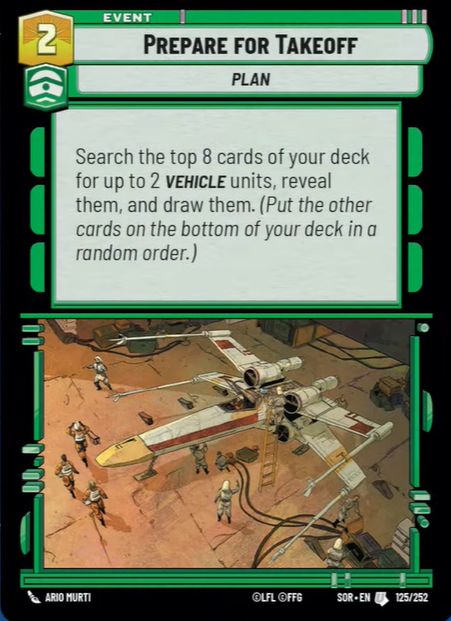 EVENT
2
PREPARE FOR TAKEOFF
PLAN
Search the top 8 cards of your deck
for up to 2 VEHICLE units, reveal
them, and draw them. (Put the other
cards on the bottom of your deck in a
random order.)
ARIO MURTI
©LFL ©FFG
SOR•EN
125/252